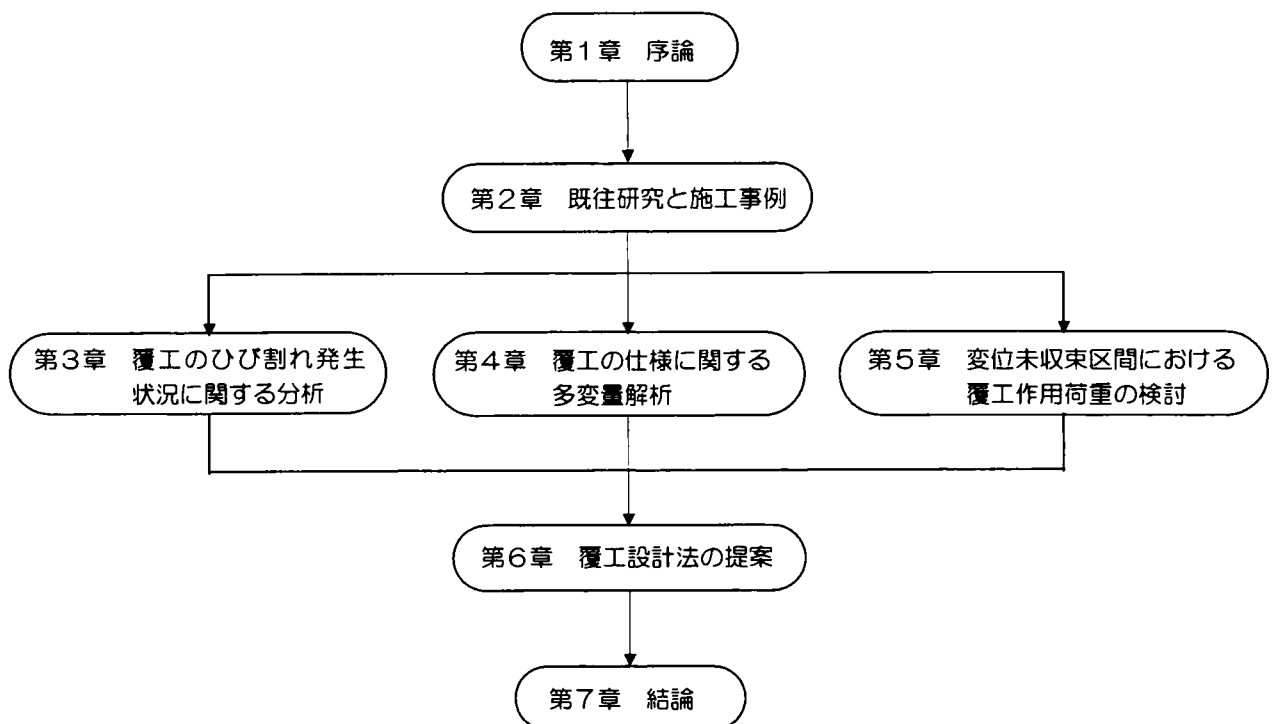 第1章　序論
第2章　既往研究と施工事例
第3章　覆工のひび割れ発生
状況に関する分析
第4章　覆工の仕様に関する
多変量解析
第5章　変位未収束区間における
覆工作用荷重の検討
第6章　覆工設計法の提案
第7章　結論